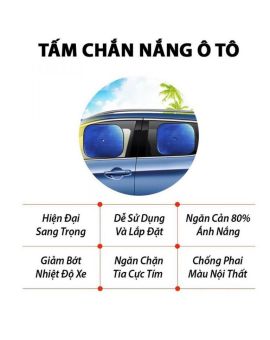 TẤM CHẮN NẮNG Ô TÔ
Hiện Đại
Sang Trọng
Dễ Sử Dụng
Và Lắp Đặt
Ngăn Cản 80%
Ánh Nắng
Giảm Bớt
Nhiệt Độ Xe
Ngăn Chặn
Tia Cực Tím
Chống Phai
Màu Nội Thất